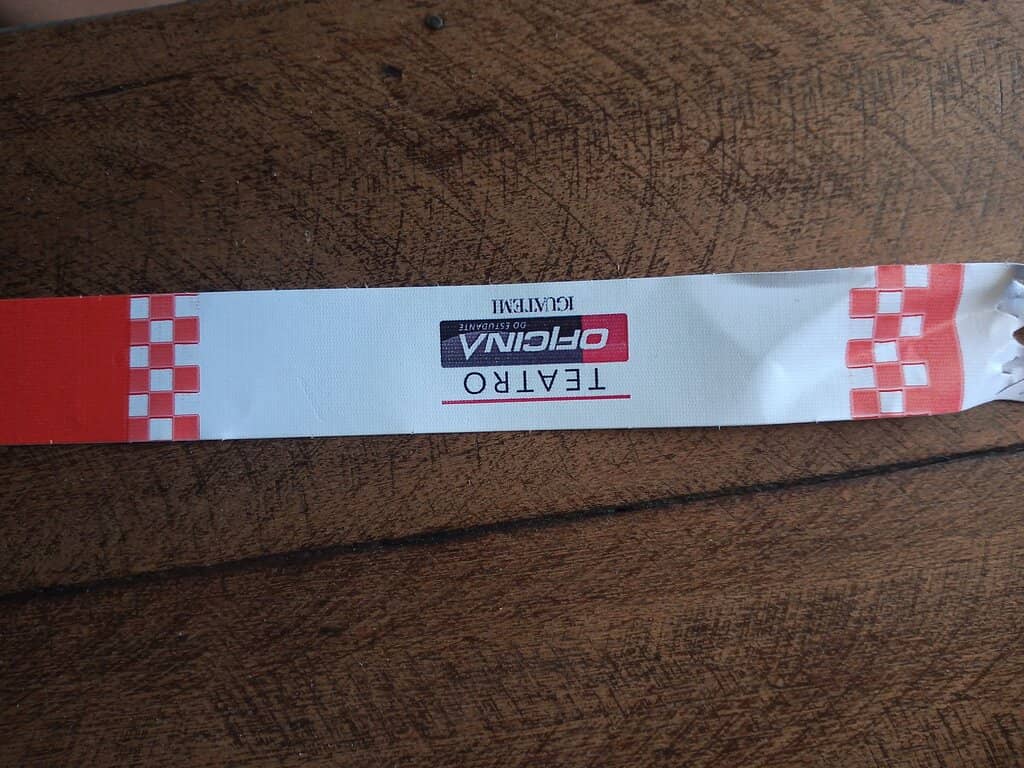 TEATRO
OFICINA
DO ESTUDANTE
IGUATEMI